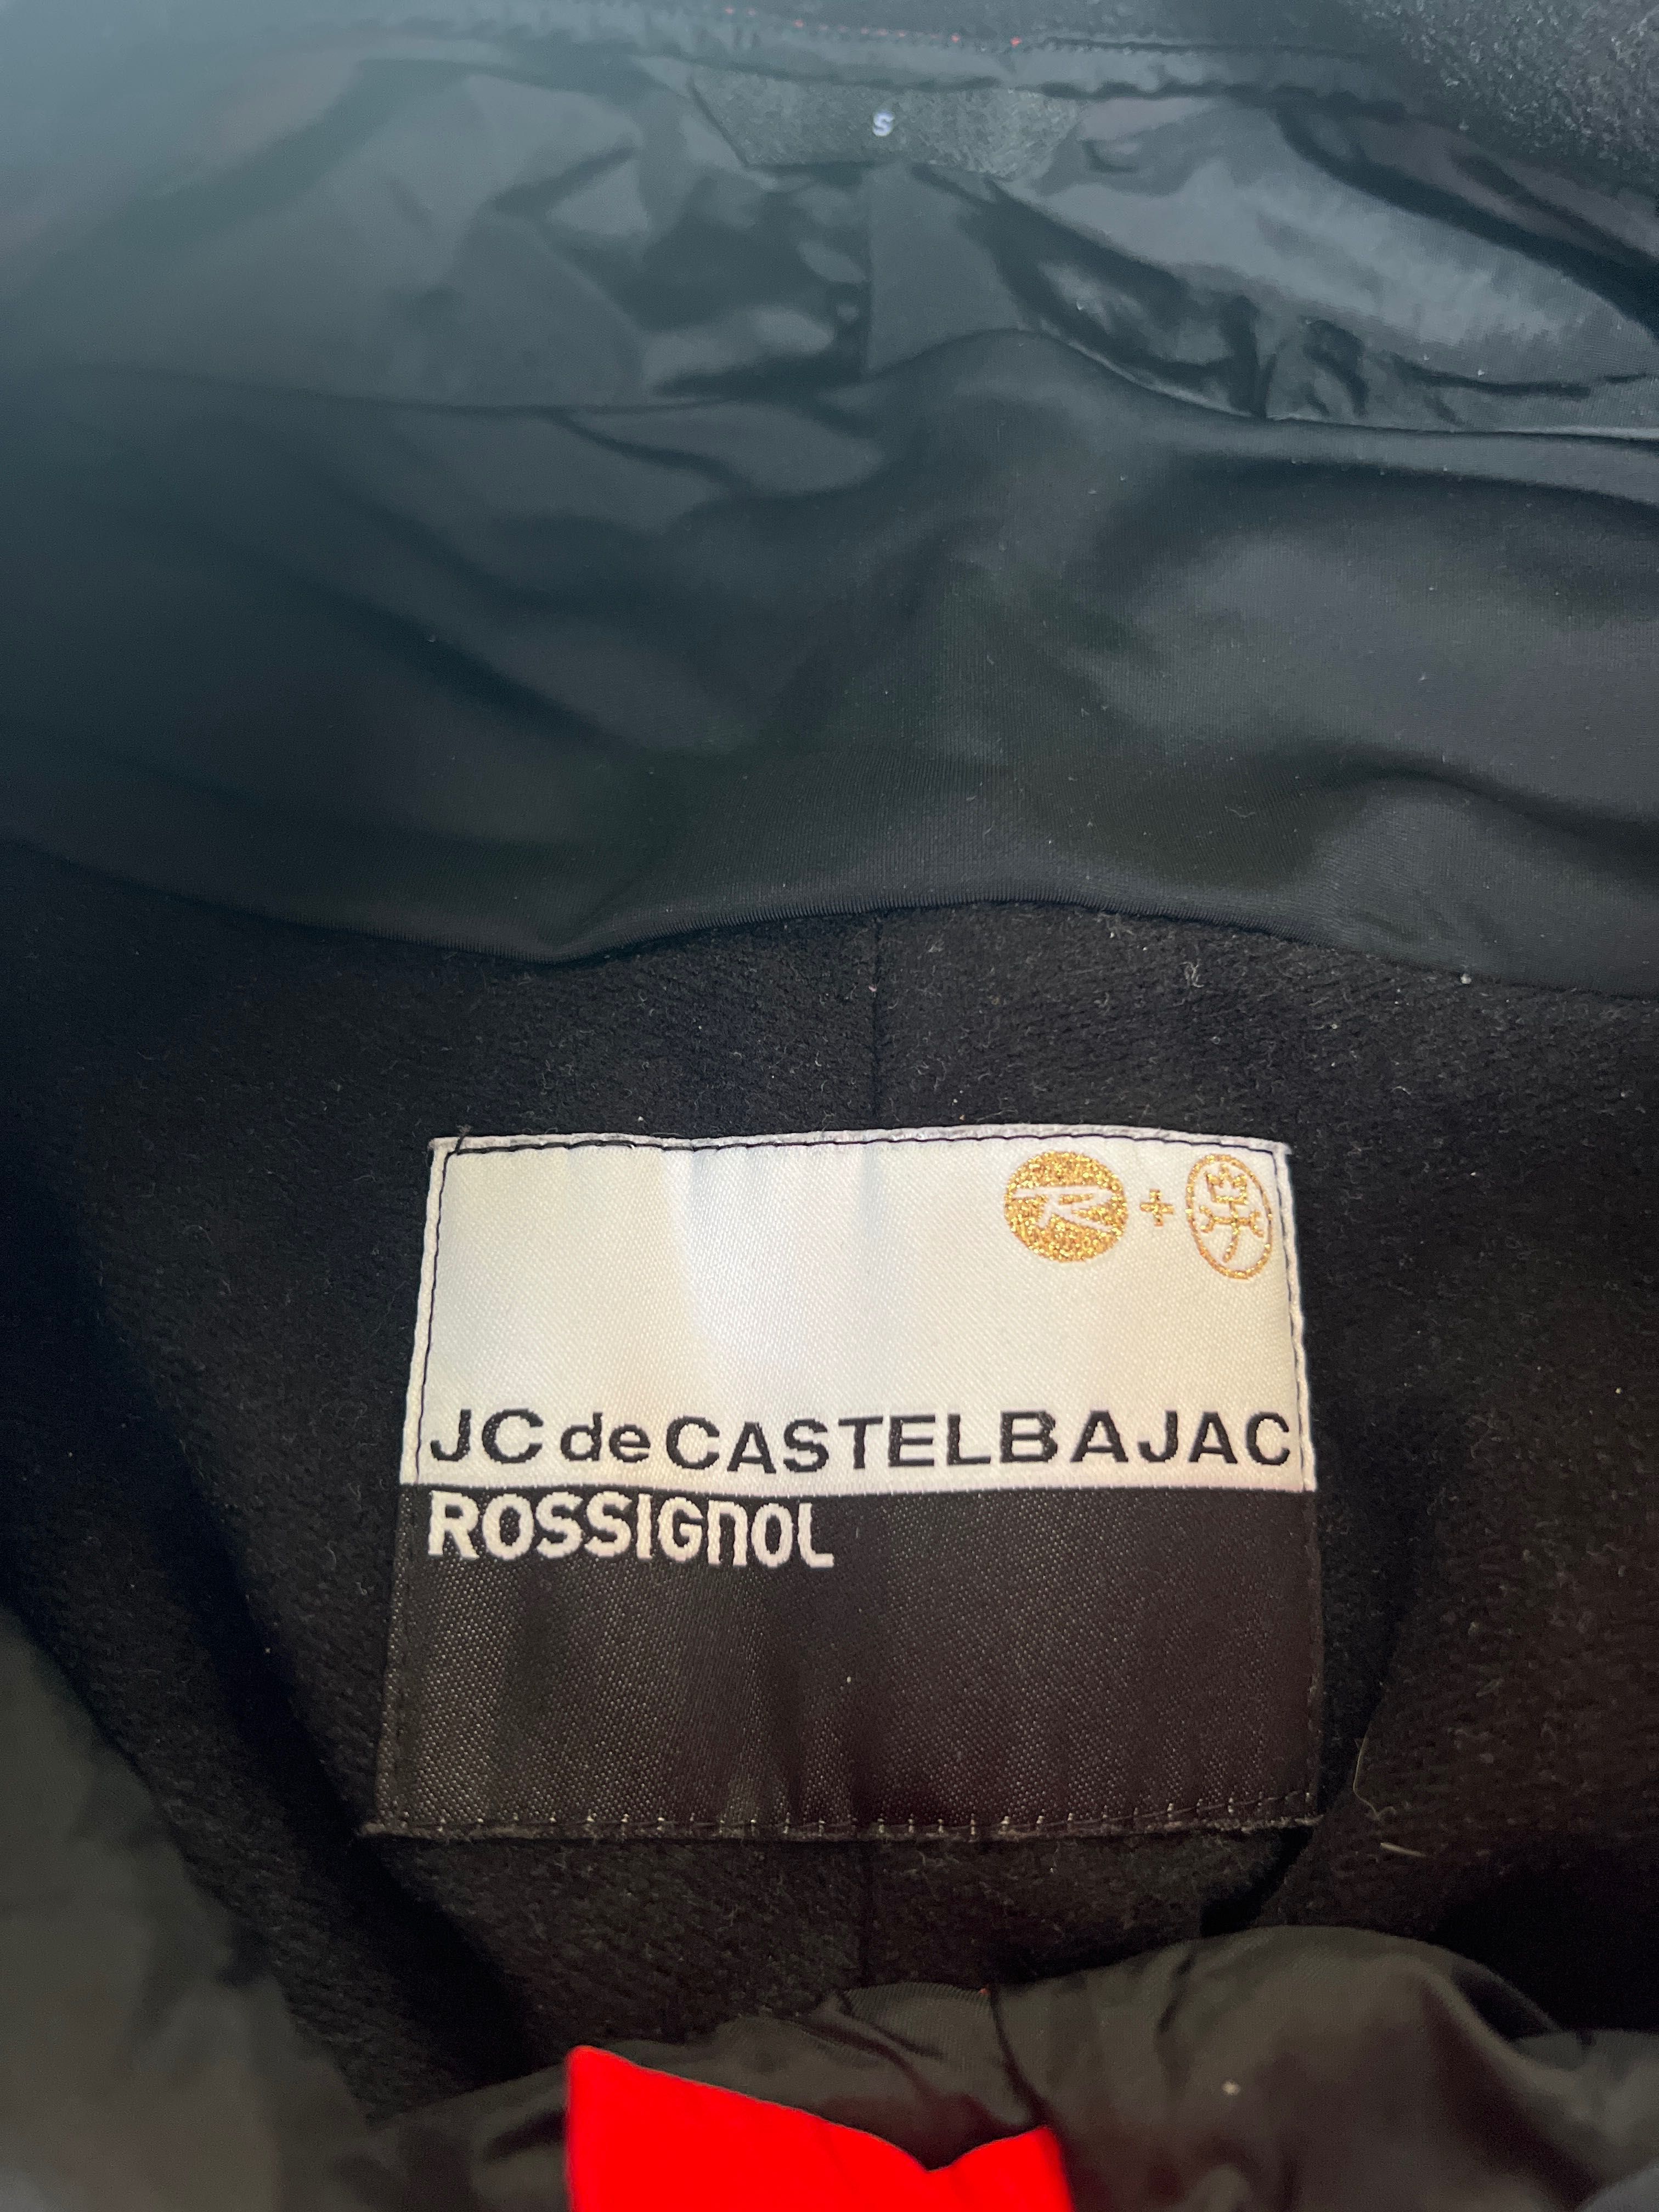 S
R +
JC de CASTELBAJAC
ROSSIGNOL